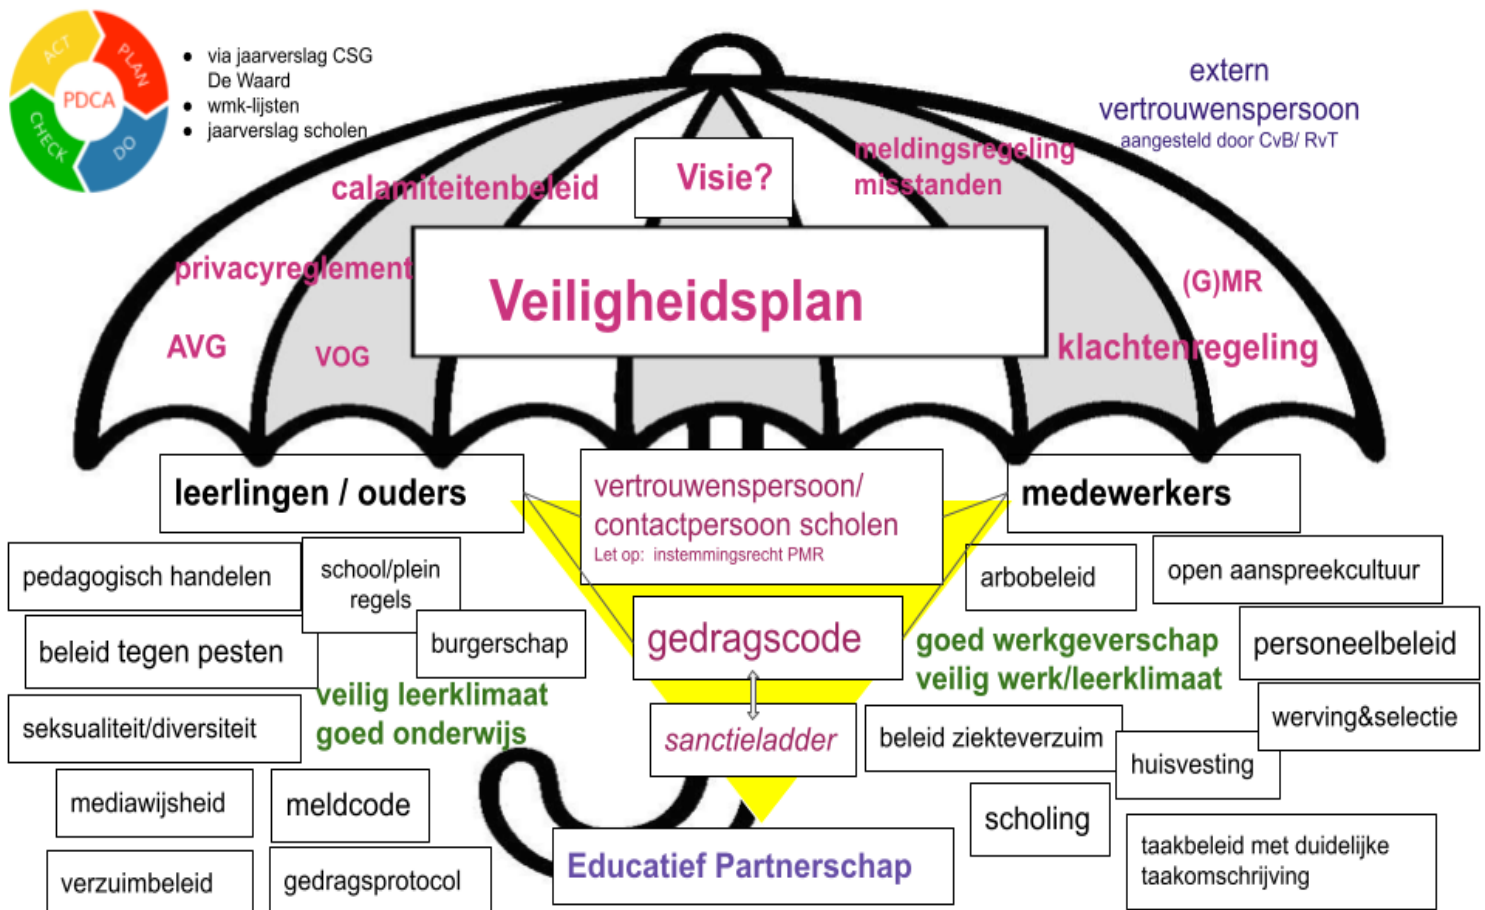 ACT
PLAN
PDCA
CHECK
DO
● via jaarverslag CSG
De Waard
● wmk-lijsten
● jaarverslag scholen
extern
vertrouwenspersoon
aangesteld door CvB/ RvT
calamiteitenbeleid
Visie?
meldingsregeling
misstanden
privacyreglement
Veiligheidsplan
(G)MR
AVG
VOG
klachtenregeling
leerlingen / ouders
vertrouwenspersoon/
contactpersoon scholen
Let op: instemmingsrecht PMR
medewerkers
pedagogisch handelen
school/plein
regels
beleid tegen pesten
burgerschap
seksualiteit/diversiteit
veilig leerklimaat
goed onderwijs
mediawijsheid
meldcode
verzuimbeleid
gedragsprotocol
gedragscode
sanctieladder
Educatief Partnerschap
arbobeleid
open aanspreekcultuur
goed werkgeverschap
veilig werk/leerklimaat
personeelbeleid
werving&selectie
beleid ziekteverzuim
huisvesting
scholing
taakbeleid met duidelijke
taakomschrijving